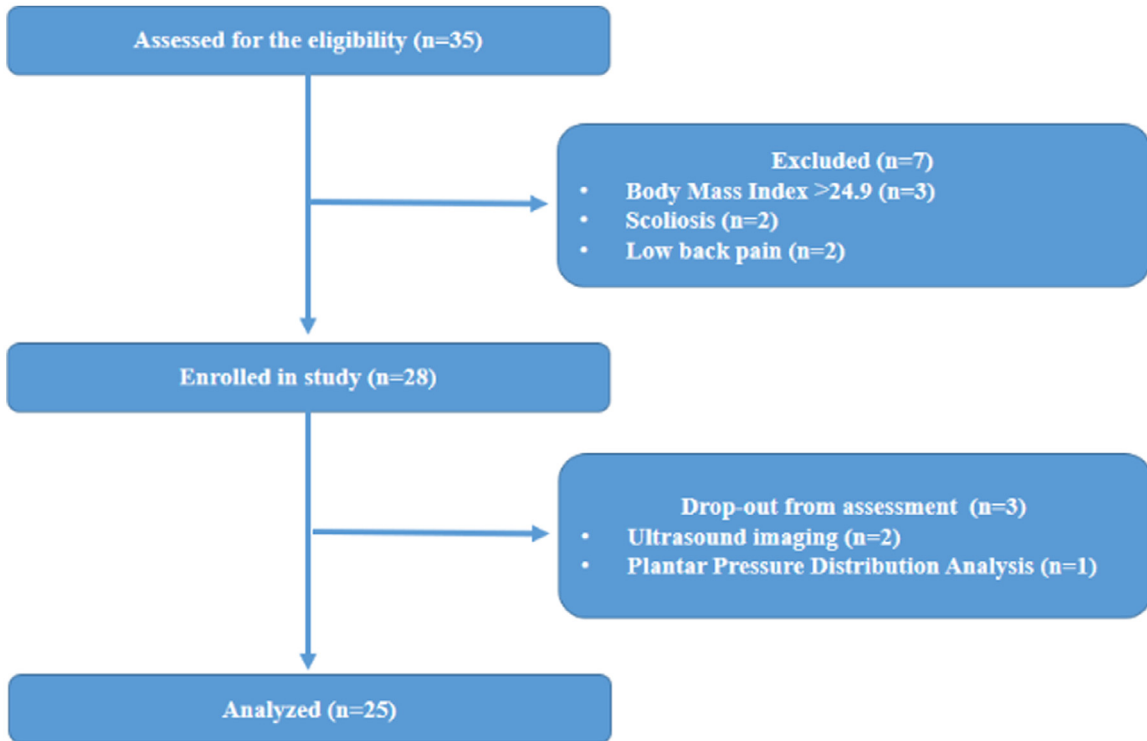 Assessed for the eligibility (n=35)
Excluded (n=7)
• Body Mass Index >24.9 (n=3)
• Scoliosis (n=2)
• Low back pain (n=2)
Enrolled in study (n=28)
Drop-out from assessment (n=3)
• Ultrasound imaging (n=2)
• Plantar Pressure Distribution Analysis (n=1)
Analyzed (n=25)